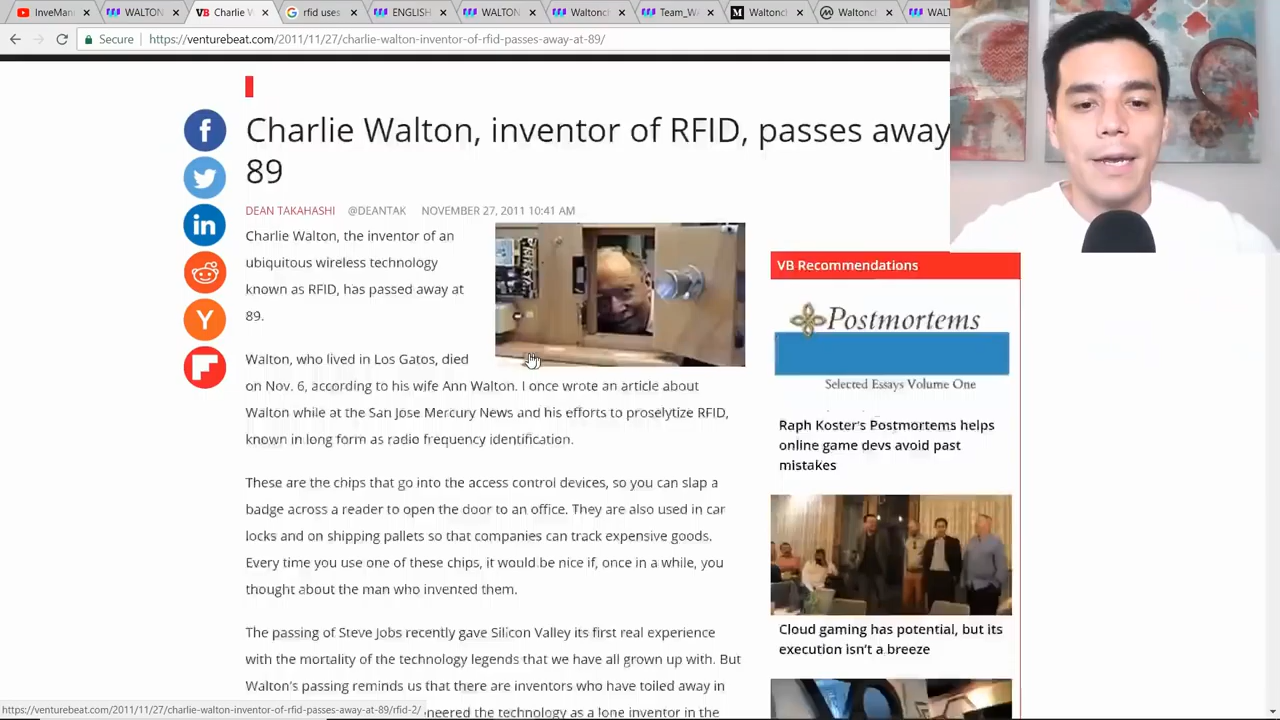 InveMan
WALTON
Charlie W
rfid uses
ENGLISH
WALTON
Waltonch
Team_WA
Waltonch
Waltonch
WALT
Secure
https://venturebeat.com/2011/11/27/charlie-walton-inventor-of-rfid-passes-away-at-89/
Charlie Walton, inventor of RFID, passes away
89
DEAN TAKAHASHI @DEANTAK NOVEMBER 27, 2011 10:41 AM
Charlie Walton, the inventor of an
ubiquitous wireless technology
known as RFID, has passed away at
89.
Walton, who lived in Los Gatos, died
on Nov. 6, according to his wife Ann Walton. I once wrote an article about
Walton while at the San Jose Mercury News and his efforts to proselytize RFID,
known in long form as radio frequency identification.
These are the chips that go into the access control devices, so you can slap a
badge across a reader to open the door to an office. They are also used in car
locks and on shipping pallets so that companies can track expensive goods.
Every time you use one of these chips, it would be nice if, once in a while, you
thought about the man who invented them.
The passing of Steve Jobs recently gave Silicon Valley its first real experience
with the mortality of the technology legends that we have all grown up with. But
Walton's passing reminds us that there are inventors who have toiled away in
neered the technology as a lone inventor in the
VB Recommendations
Postmortems
Selected Essays Volume One
Raph Koster's Postmortems helps
online game devs avoid past
mistakes
Cloud gaming has potential, but its
execution isn't a breeze
https://venturebeat.com/2011/11/27/charlie-walton-inventor-of-rfid-passes-away-at-89/rfid-2/